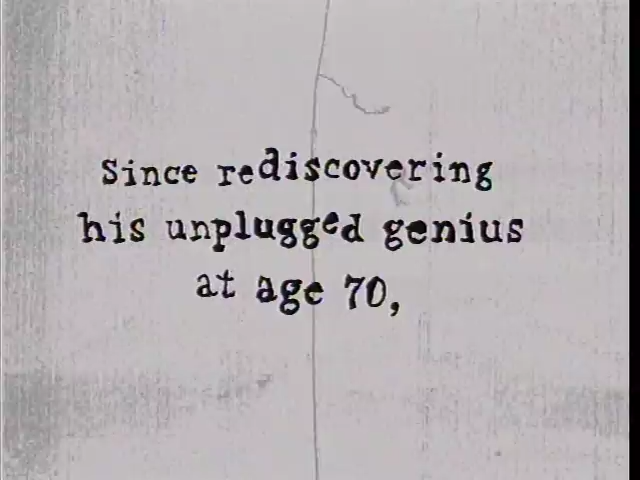 Since rediscovering
his unplugged genius
at age 70,